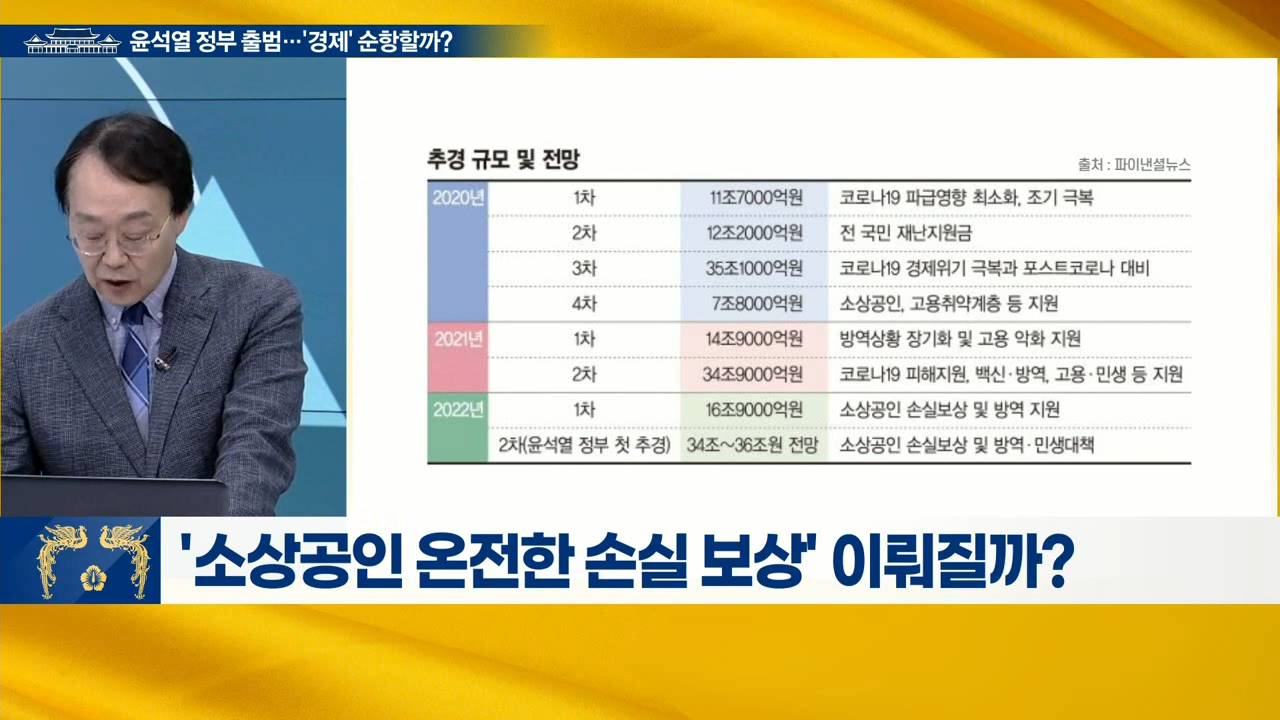 윤석열 정부 출범…'경제' 순항할까?
추경 규모 및 전망
출처 : 파이낸셜뉴스
2020년 1차 11조7000억원 코로나19 파급영향 최소화, 조기 극복
2차 12조2000억원 전 국민 재난지원금
3차 35조1000억원 코로나19 경제위기 극복과 포스트코로나 대비
4차 7조8000억원 소상공인, 고용취약계층 등 지원
2021년 1차 14조9000억원 방역상황 장기화 및 고용 악화 지원
2차 34조9000억원 코로나19 피해지원, 백신·방역, 고용·민생 등 지원
2022년 1차 16조9000억원 소상공인 손실보상 및 방역 지원
2차(윤석열 정부 첫 추경) 34조~36조원 전망 소상공인 손실보상 및 방역·민생대책
'소상공인 온전한 손실 보상' 이뤄질까?